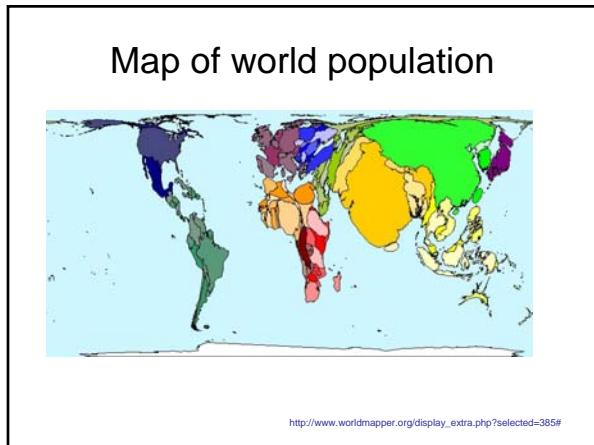 Map of world population
http://www.worldmapper.org/display_extra.php?selected=385#